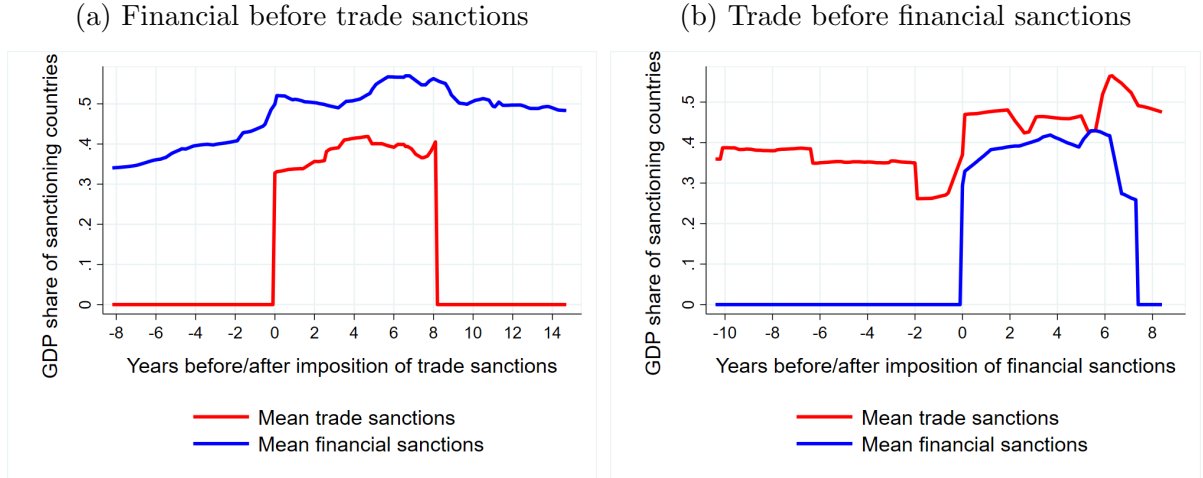 (a) Financial before trade sanctions
GDP share of sanctioning countries
.5
.4
.3
.2
.1
0
-8 -6 -4 -2 0 2 4 6 8 10 12 14
Years before/after imposition of trade sanctions
Mean trade sanctions
Mean financial sanctions
(b) Trade before financial sanctions
GDP share of sanctioning countries
.5
.4
.3
.2
.1
0
-10 -8 -6 -4 -2 0 2 4 6 8
Years before/after imposition of financial sanctions
Mean trade sanctions
Mean financial sanctions